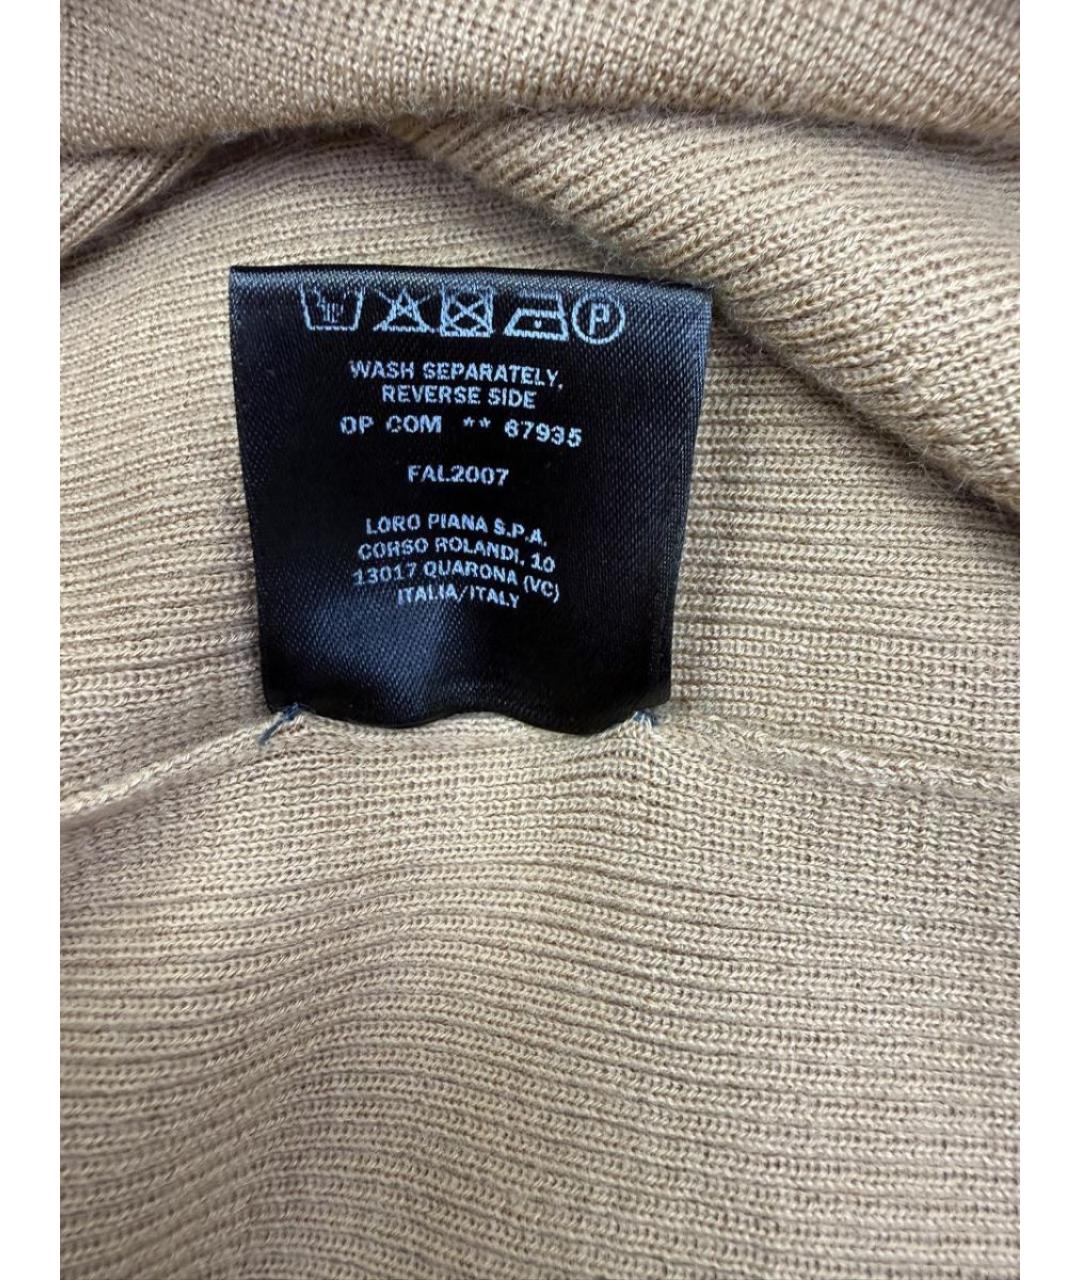 P
WASH SEPARATELY,
REVERSE SIDE
OP COM ** 67935
FAL2007
LORO PIANA S.P.A.
CORSO ROLANDI, 10
13017 QUARONA (VC)
ITALIA/ITALY